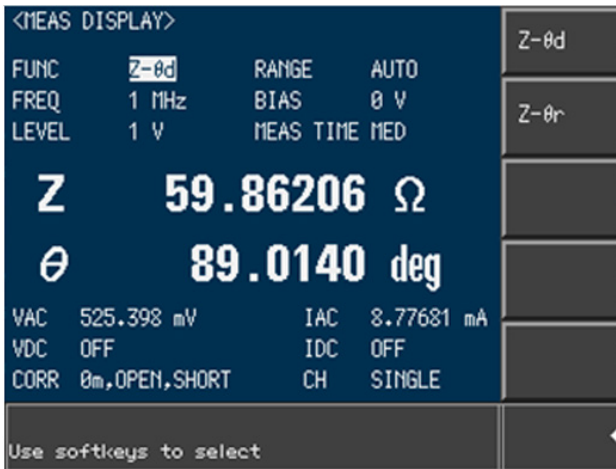 <MEAS DISPLAY>
FUNC Z-θd RANGE AUTO
FREQ 1 MHz BIAS 0 V
LEVEL 1 V MEAS TIME MED
Z 59.86206 Ω
θ 89.0140 deg
VAC 525.398 mV IAC 8.77681 mA
VDC OFF IDC OFF
CORR 0m,OPEN,SHORT CH SINGLE
Use softkeys to select
Z-θd
Z-θr